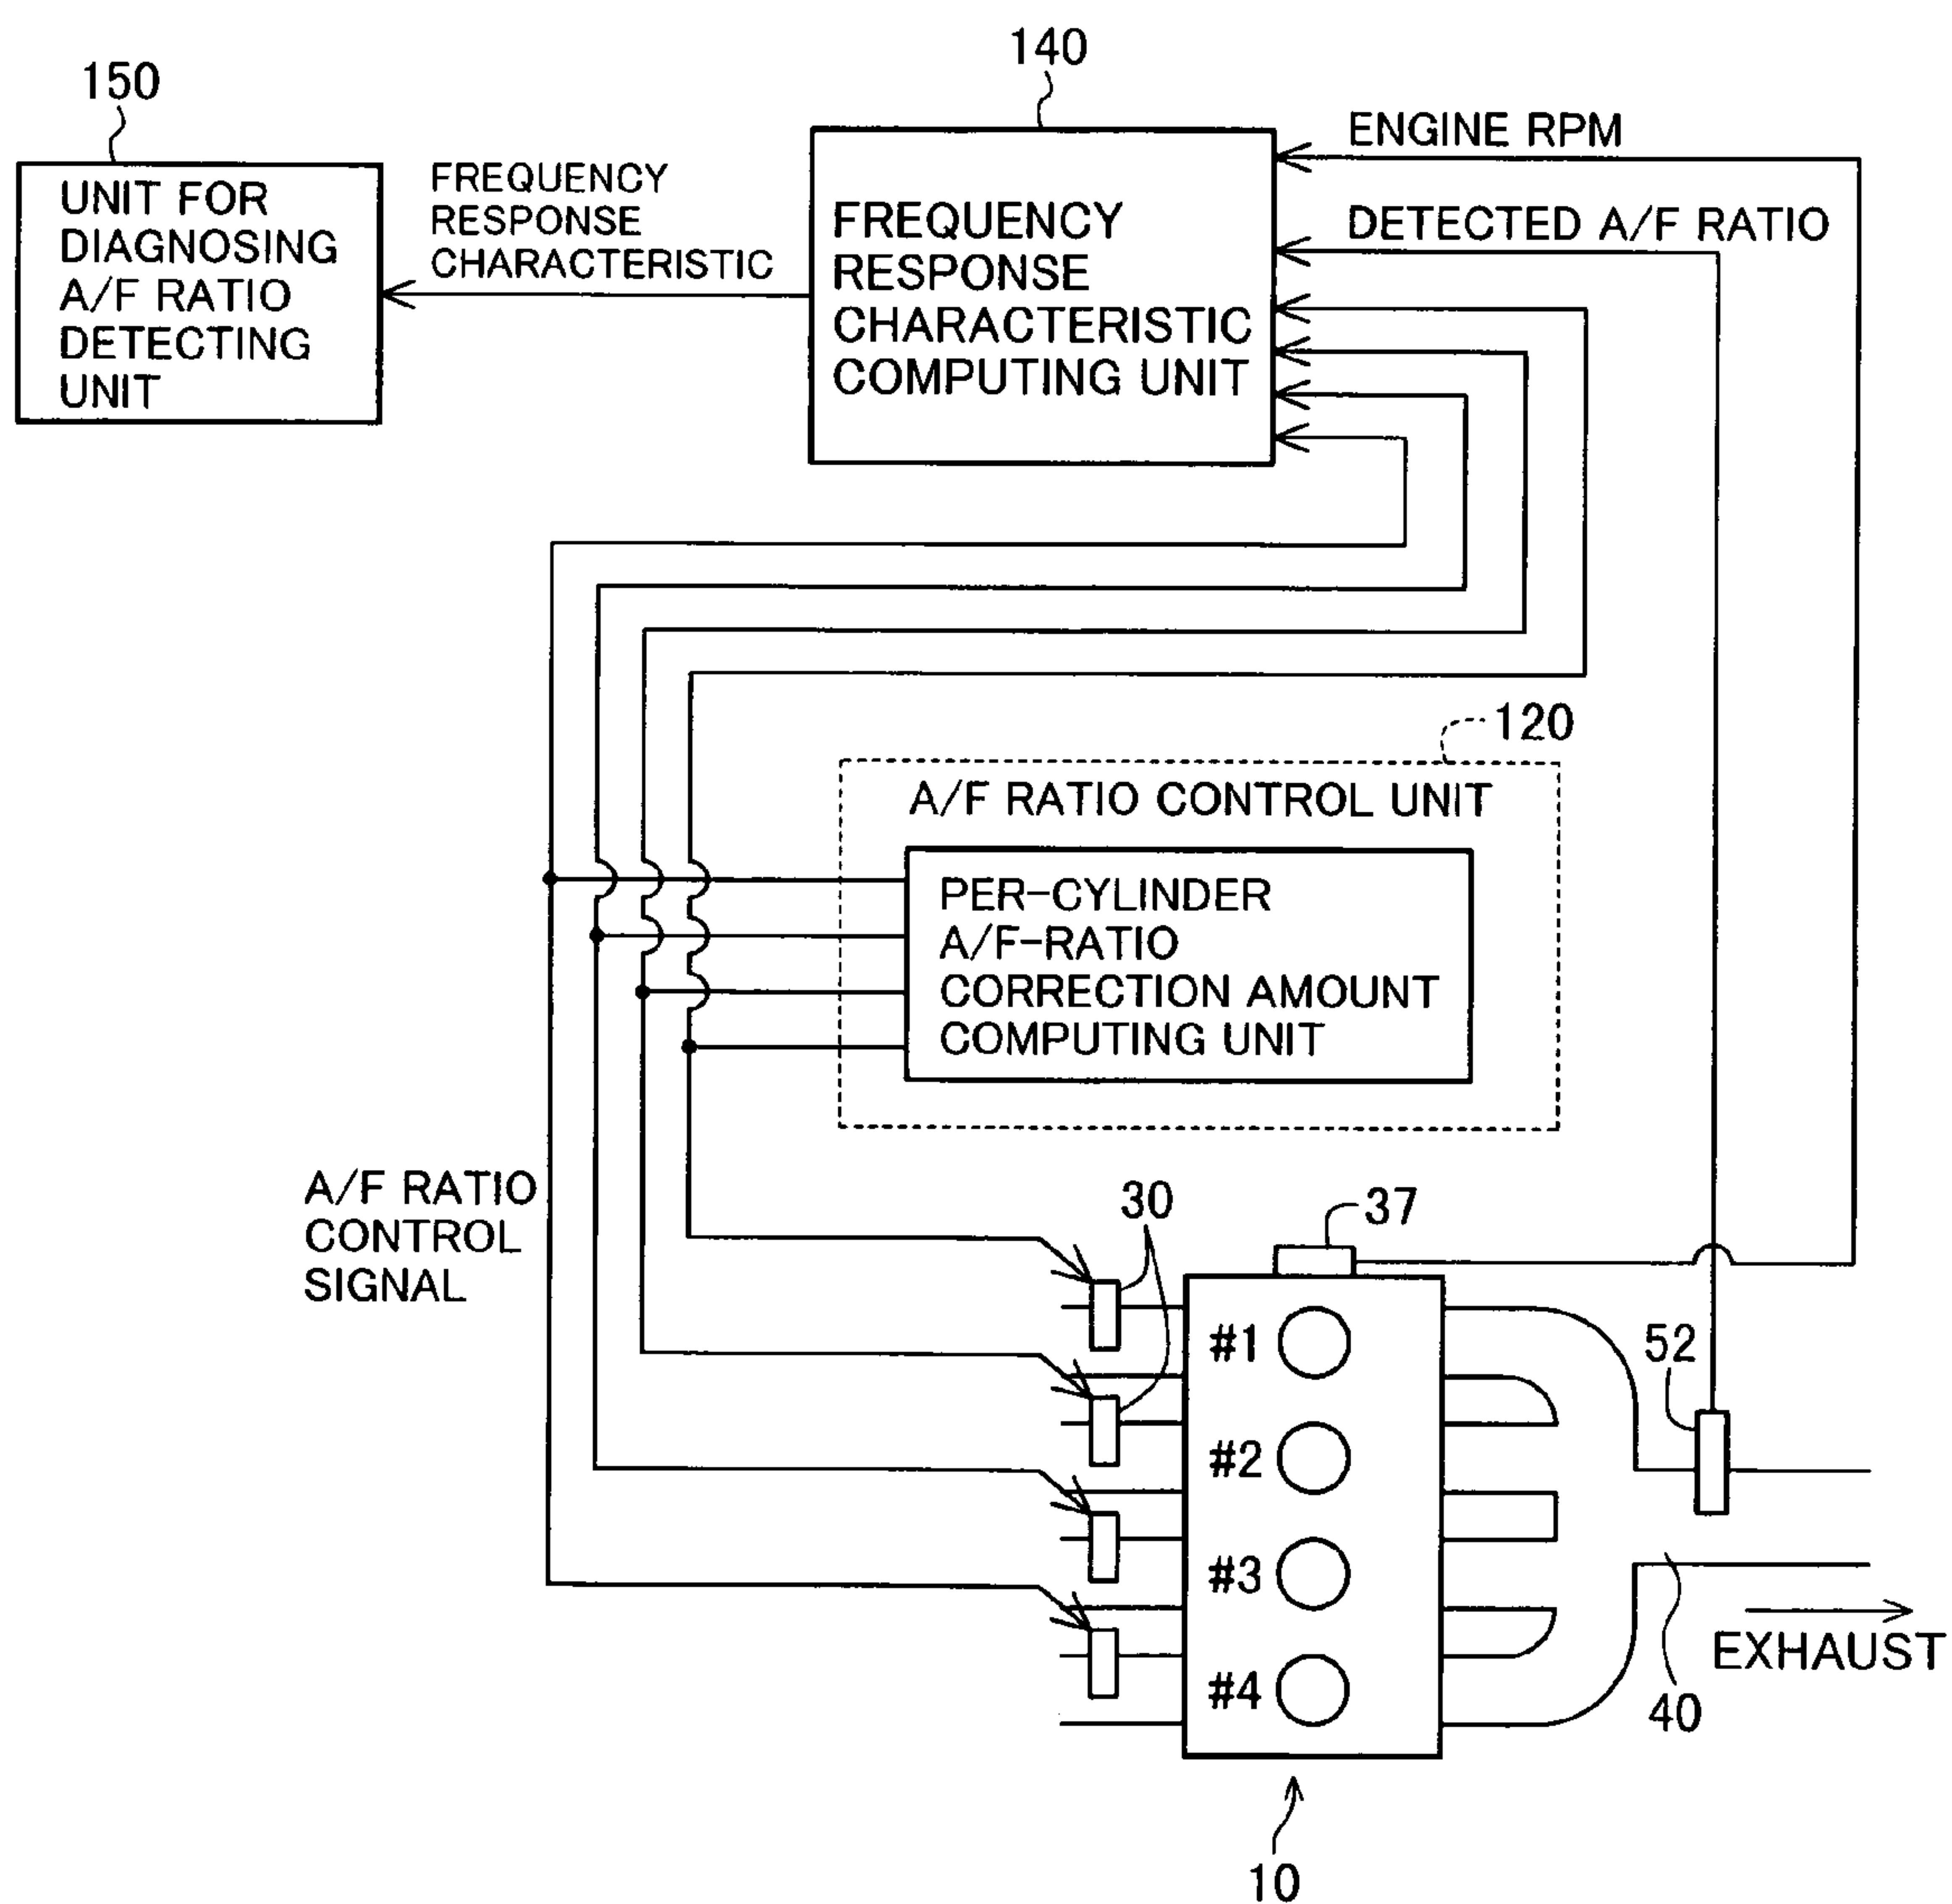 140
150
ENGINE RPM
UNIT FOR
DIAGNOSING
A/F RATIO
DETECTING
UNIT
FREQUENCY
RESPONSE
CHARACTERISTIC
FREQUENCY
RESPONSE
CHARACTERISTIC
COMPUTING UNIT
DETECTED A/F RATIO
120
A/F RATIO CONTROL UNIT
PER-CYLINDER
A/F-RATIO
CORRECTION AMOUNT
COMPUTING UNIT
A/F RATIO
CONTROL
SIGNAL
30
37
#1
52
#2
#3
#4
40
EXHAUST
10